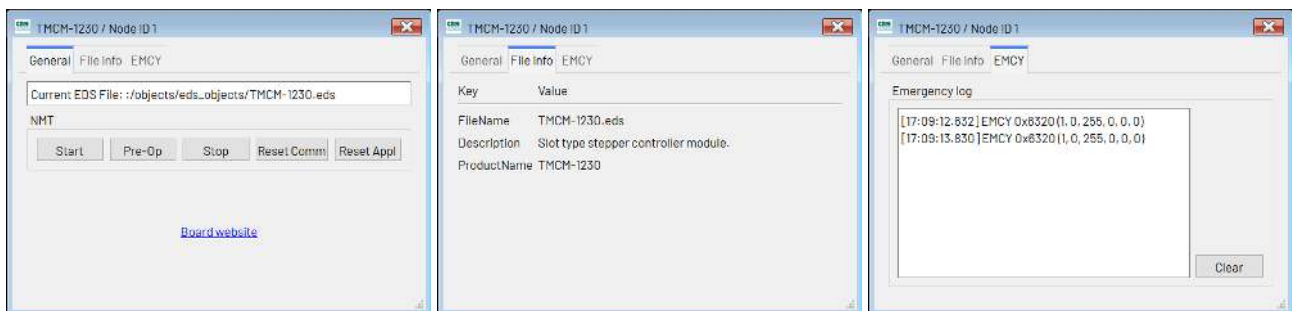 TMCM-1230 / Node ID 1
General File Info EMCY
Current EDS File: :/objects/eds_objects/TMCM-1230.eds
NMT
Start Pre-Op Stop Reset Comm Reset Appl
Board website
TMCM-1230 / Node ID 1
General File Info EMCY
Key Value
FileName TMCM-1230.eds
Description Slot type stepper controller module.
ProductName TMCM-1230
TMCM-1230 / Node ID 1
General File Info EMCY
Emergency log
[17:09:12.832] EMCY 0x6320 (1, 0, 255, 0, 0, 0)
[17:09:13.830] EMCY 0x6320 (1, 0, 255, 0, 0, 0)
Clear